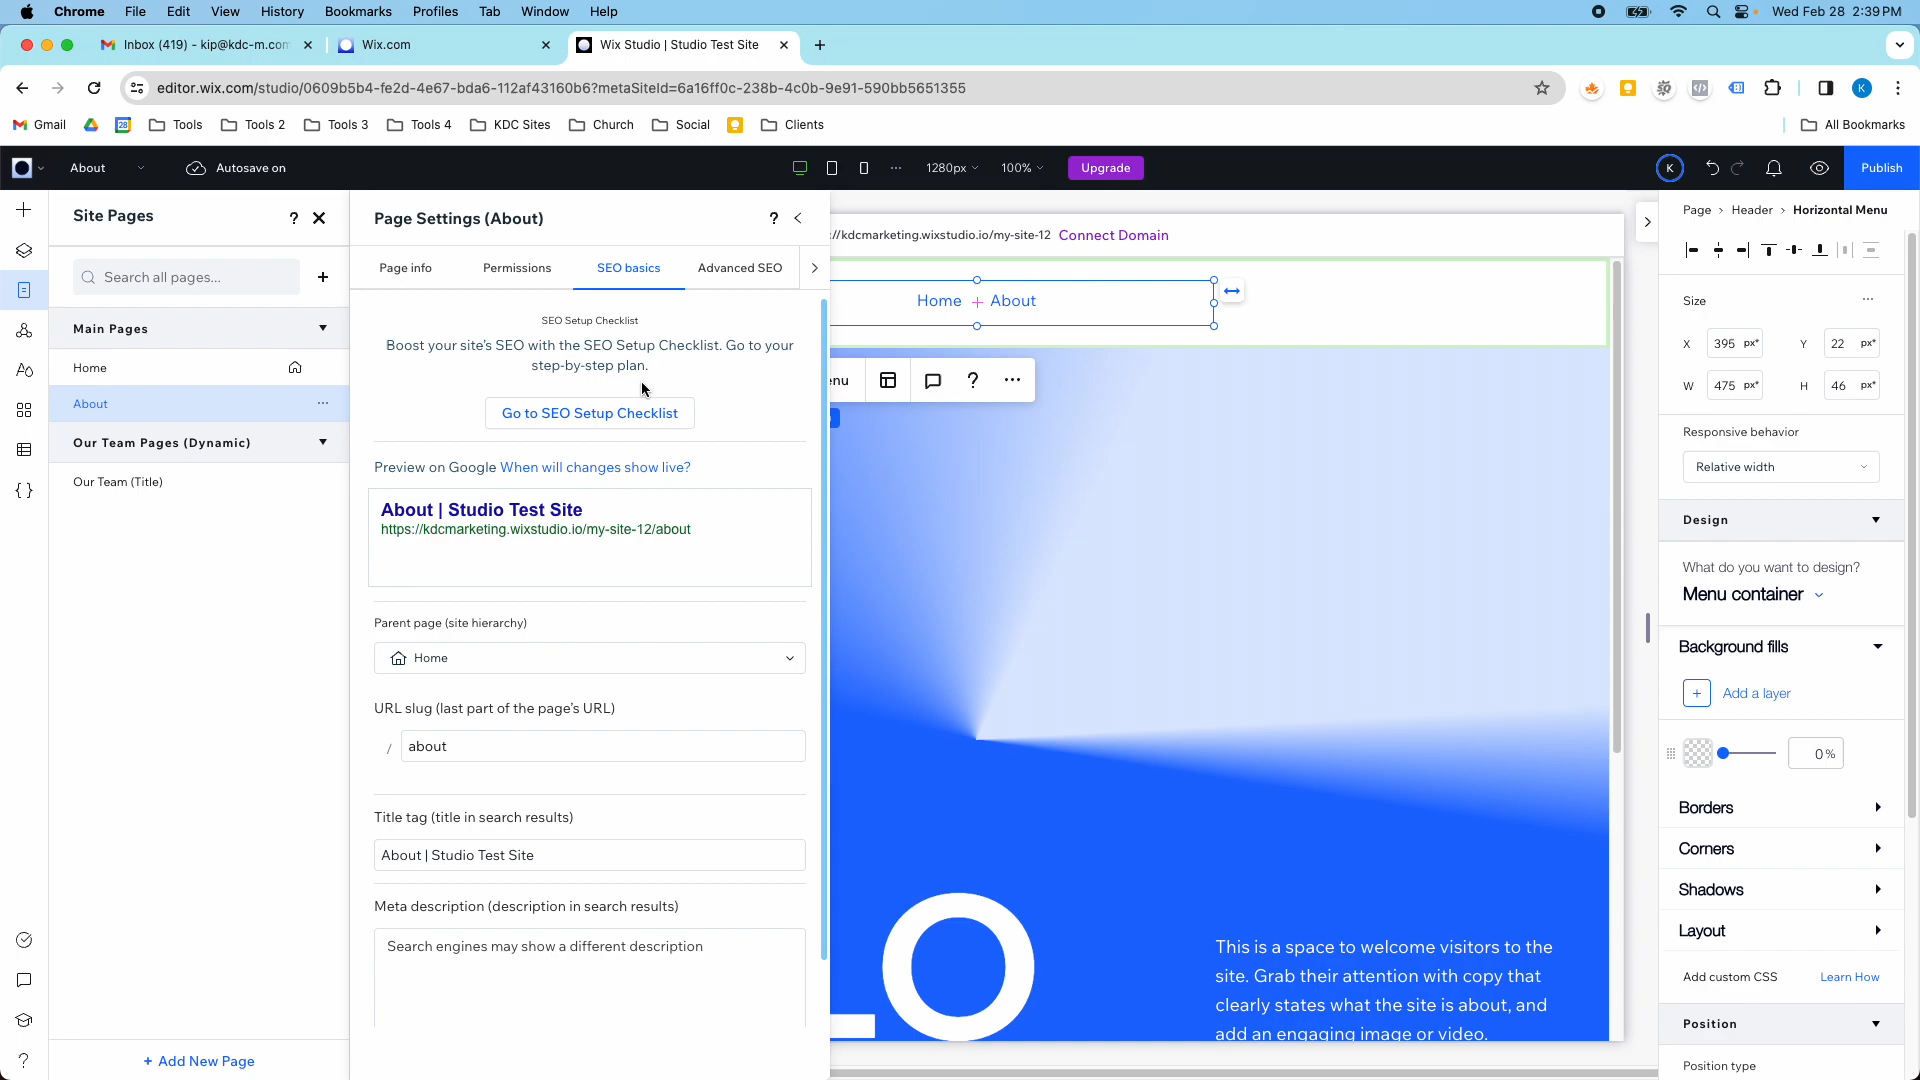 Chrome File Edit View History Bookmarks Profiles Tab Window Help Wed Feb 28 2:39 PM
Inbox (419) - kip@kdc-m.com Wix.com Wix Studio | Studio Test Site
editor.wix.com/studio/0609b5b4-fe2d-4e67-bda6-112af43160b6?metaSiteId=6a16ff0c-238b-4c0b-9e91-590bb5651355 K
Gmail Tools Tools 2 Tools 3 Tools 4 KDC Sites Church Social Clients All Bookmarks
About Autosave on 1280px 100% Upgrade K Publish
Site Pages ?
Search all pages...
Main Pages
Home
About
Our Team Pages (Dynamic)
Our Team (Title)
+ Add New Page
Page Settings (About) ?
Page info Permissions SEO basics Advanced SEO
SEO Setup Checklist
Boost your site's SEO with the SEO Setup Checklist. Go to your
step-by-step plan.
Go to SEO Setup Checklist
Preview on Google When will changes show live?
About | Studio Test Site
https://kdcmarketing.wixstudio.io/my-site-12/about
Parent page (site hierarchy)
Home
URL slug (last part of the page's URL)
/ about
Title tag (title in search results)
About | Studio Test Site
Meta description (description in search results)
Search engines may show a different description
://kdcmarketing.wixstudio.io/my-site-12 Connect Domain
Home About
enu ?
LO
This is a space to welcome visitors to the
site. Grab their attention with copy that
clearly states what the site is about, and
add an engaging image or video.
Page > Header > Horizontal Menu
Size
X 395 px* Y 22 px*
W 475 px* H 46 px*
Responsive behavior
Relative width
Design
What do you want to design?
Menu container
Background fills
+ Add a layer
0 %
Borders
Corners
Shadows
Layout
Add custom CSS Learn How
Position
Position type